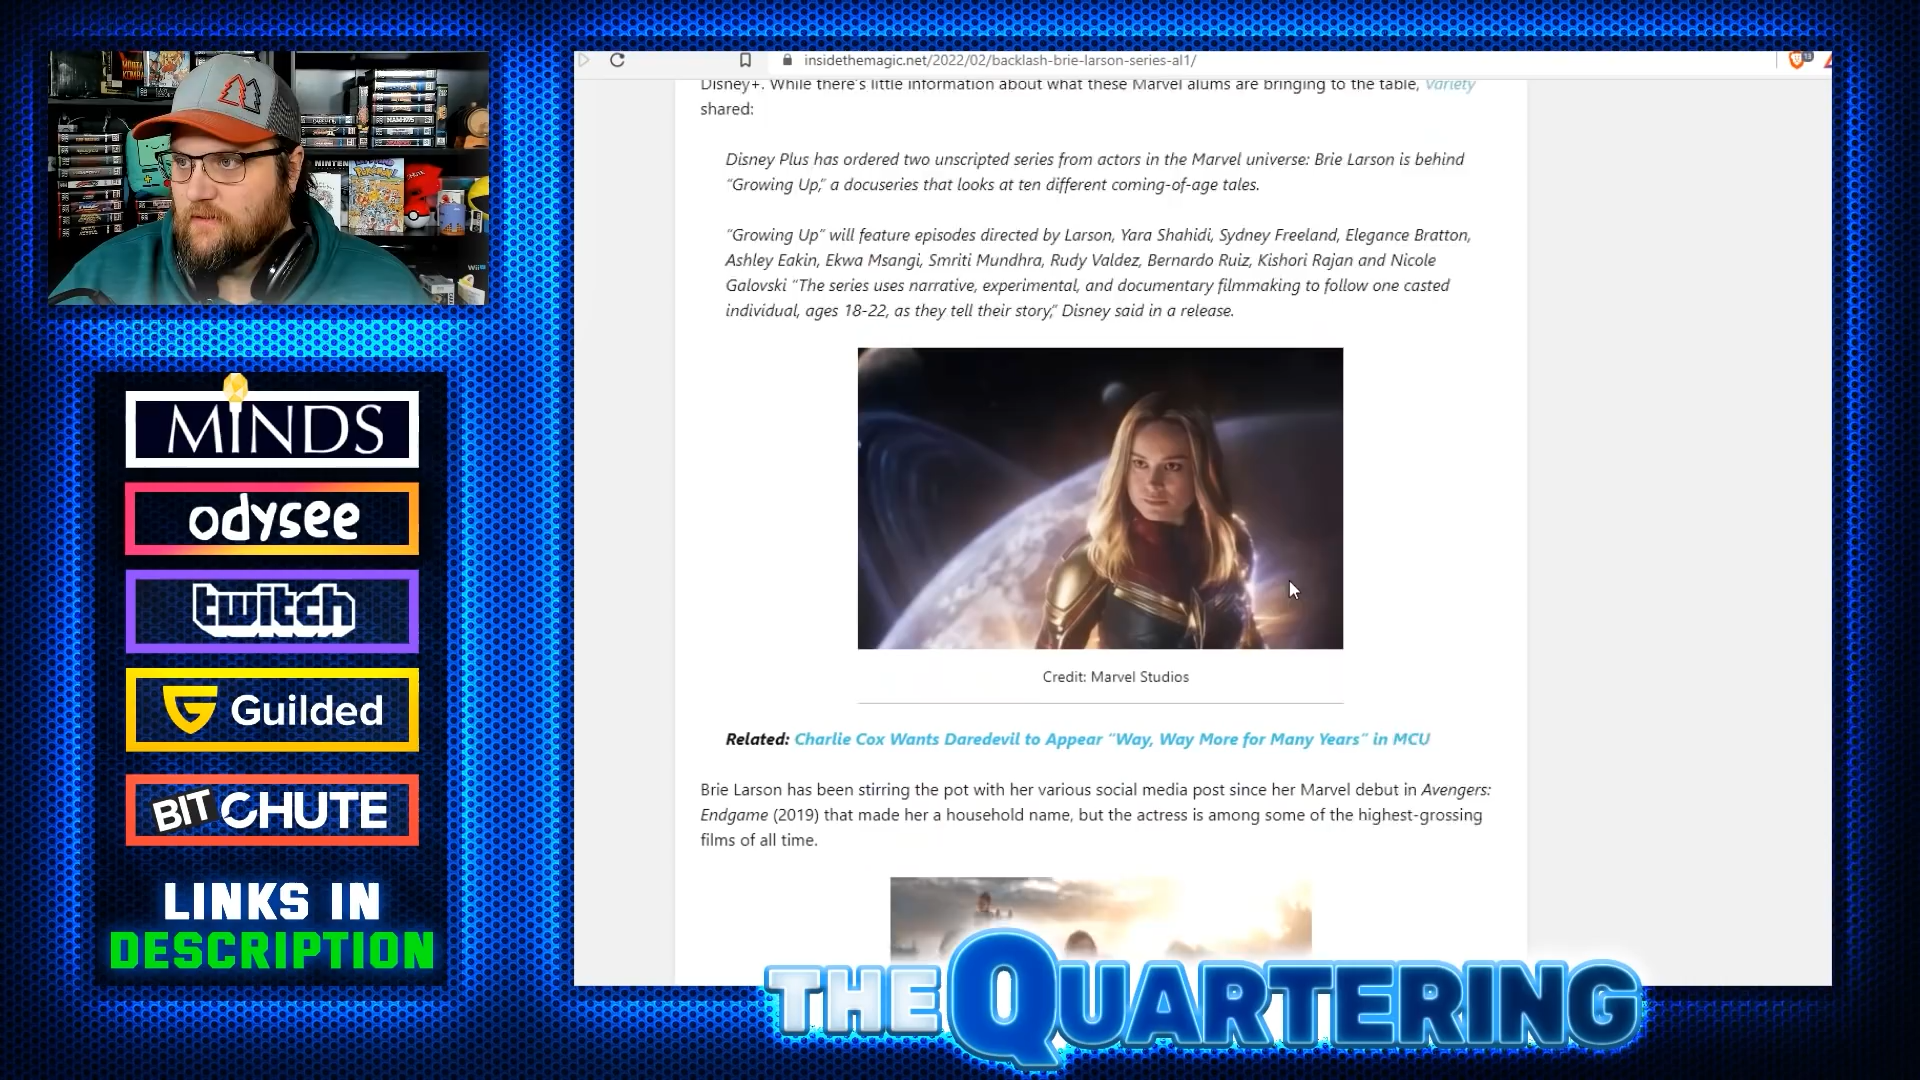 insidethemagic.net/2022/02/backlash-brie-larson-series-al1/
Disney+. While there's little information about what these Marvel alums are bringing to the table, Variety
shared:
Disney Plus has ordered two unscripted series from actors in the Marvel universe: Brie Larson is behind
"Growing Up," a docuseries that looks at ten different coming-of-age tales.
"Growing Up" will feature episodes directed by Larson, Yara Shahidi, Sydney Freeland, Elegance Bratton,
Ashley Eakin, Ekwa Msangi, Smriti Mundhra, Rudy Valdez, Bernardo Ruiz, Kishori Rajan and Nicole
Galovski "The series uses narrative, experimental, and documentary filmmaking to follow one casted
individual, ages 18-22, as they tell their story," Disney said in a release.
Credit: Marvel Studios
Related: Charlie Cox Wants Daredevil to Appear "Way, Way More for Many Years" in MCU
Brie Larson has been stirring the pot with her various social media post since her Marvel debut in Avengers:
Endgame (2019) that made her a household name, but the actress is among some of the highest-grossing
films of all time.
NINTEN
POKéMON
MINDS
odysee
twitch
Guilded
BITCHUTE
LINKS IN
DESCRIPTION
THE QUARTERING